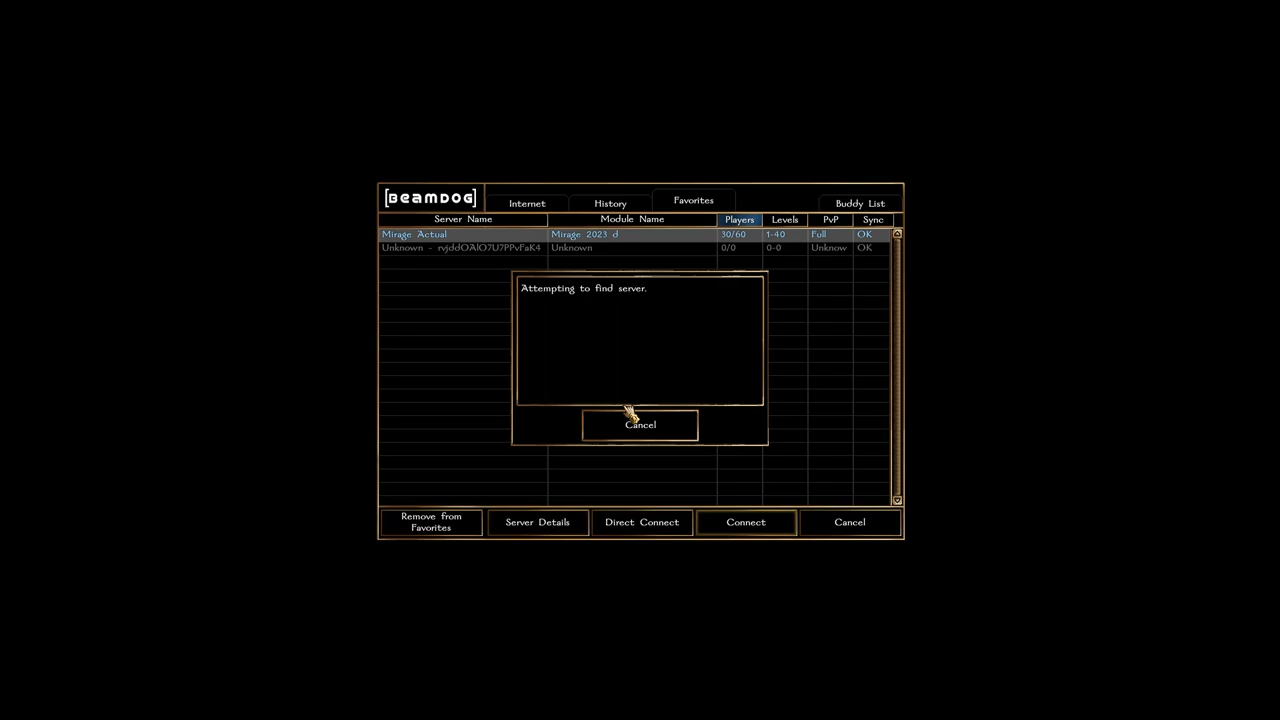 [BEAMDOG]
Internet
History
Favorites
Buddy List
Server Name
Module Name
Players
Levels
PvP
Sync
Mirage Actual
Mirage 2023 d
30/60
1-40
Full
OK
Unknown - rvjddOAlO7U7PPvFaK4
Unknown
0/0
0-0
Unknow
OK
Attempting to find server.
Cancel
Remove from
Favorites
Server Details
Direct Connect
Connect
Cancel